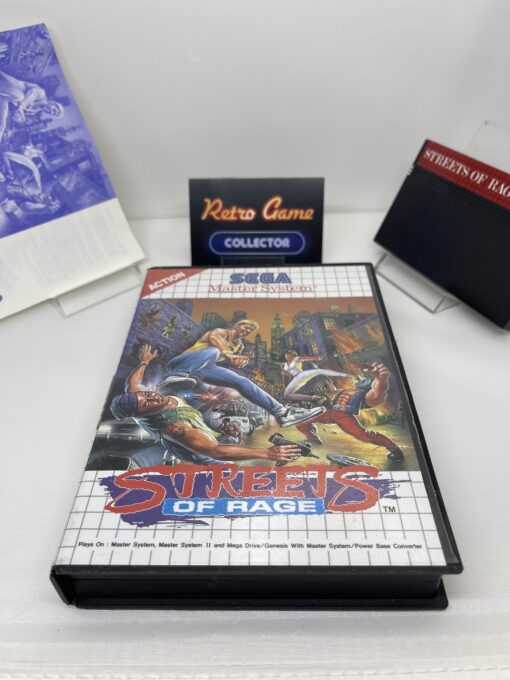 STREETS OF RAG
Retro Game
COLLECTOR
ACTION
SEGA
Master System
STREETS
OF RAGE
TM
Plays On : Master System, Master System II and Mega Drive/Genesis With Master System/Power Base Converter